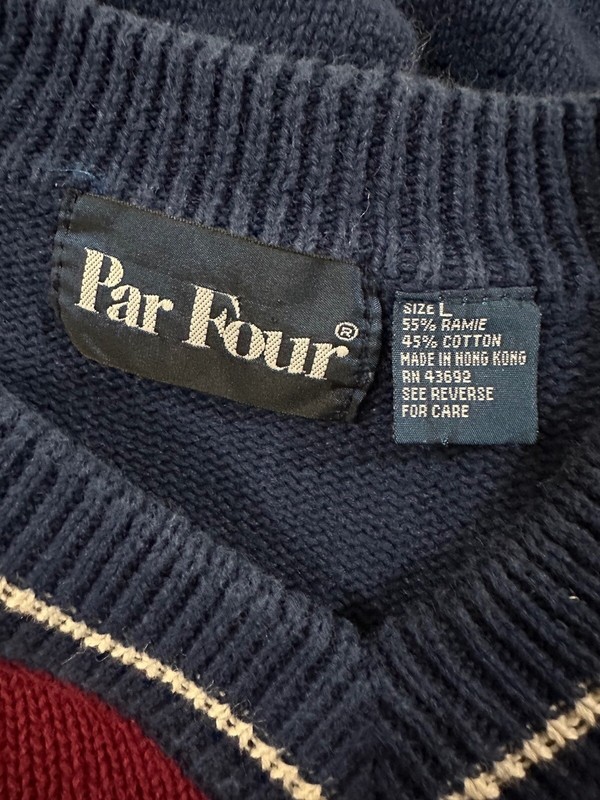 Par Four®
SIZE L
55% RAMIE
45% COTTON
MADE IN HONG KONG
RN 43692
SEE REVERSE
FOR CARE